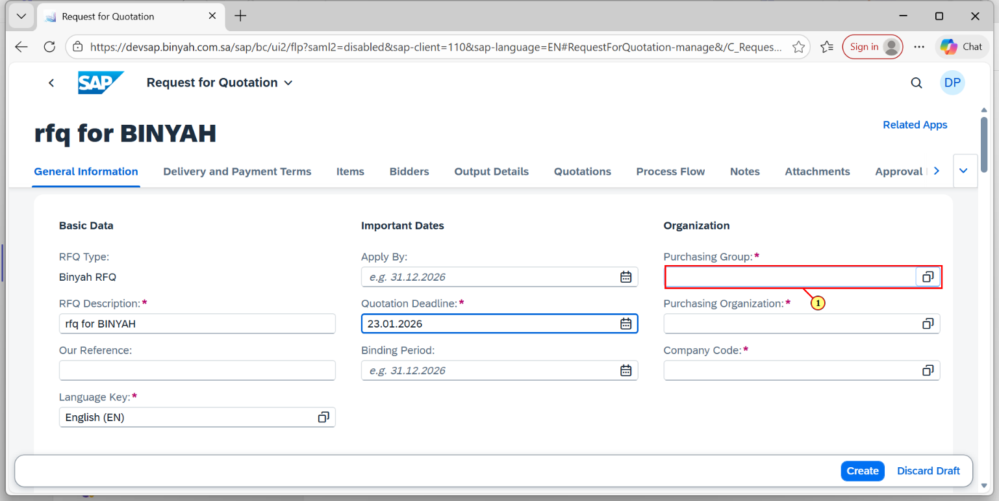 Request for Quotation
https://devsap.binyah.com.sa/sap/bc/ui2/flp?saml2=disabled&sap-client=110&sap-language=EN#RequestForQuotation-manage&/C_Reques...
Sign in
Chat
SAP
Request for Quotation
DP
rfq for BINYAH
Related Apps
General Information
Delivery and Payment Terms
Items
Bidders
Output Details
Quotations
Process Flow
Notes
Attachments
Approval
Basic Data
RFQ Type:
Binyah RFQ
RFQ Description:*
rfq for BINYAH
Our Reference:
Language Key:*
English (EN)
Important Dates
Apply By:
e.g. 31.12.2026
Quotation Deadline:*
23.01.2026
Binding Period:
e.g. 31.12.2026
Organization
Purchasing Group:*
1
Purchasing Organization:*
Company Code:*
Create
Discard Draft